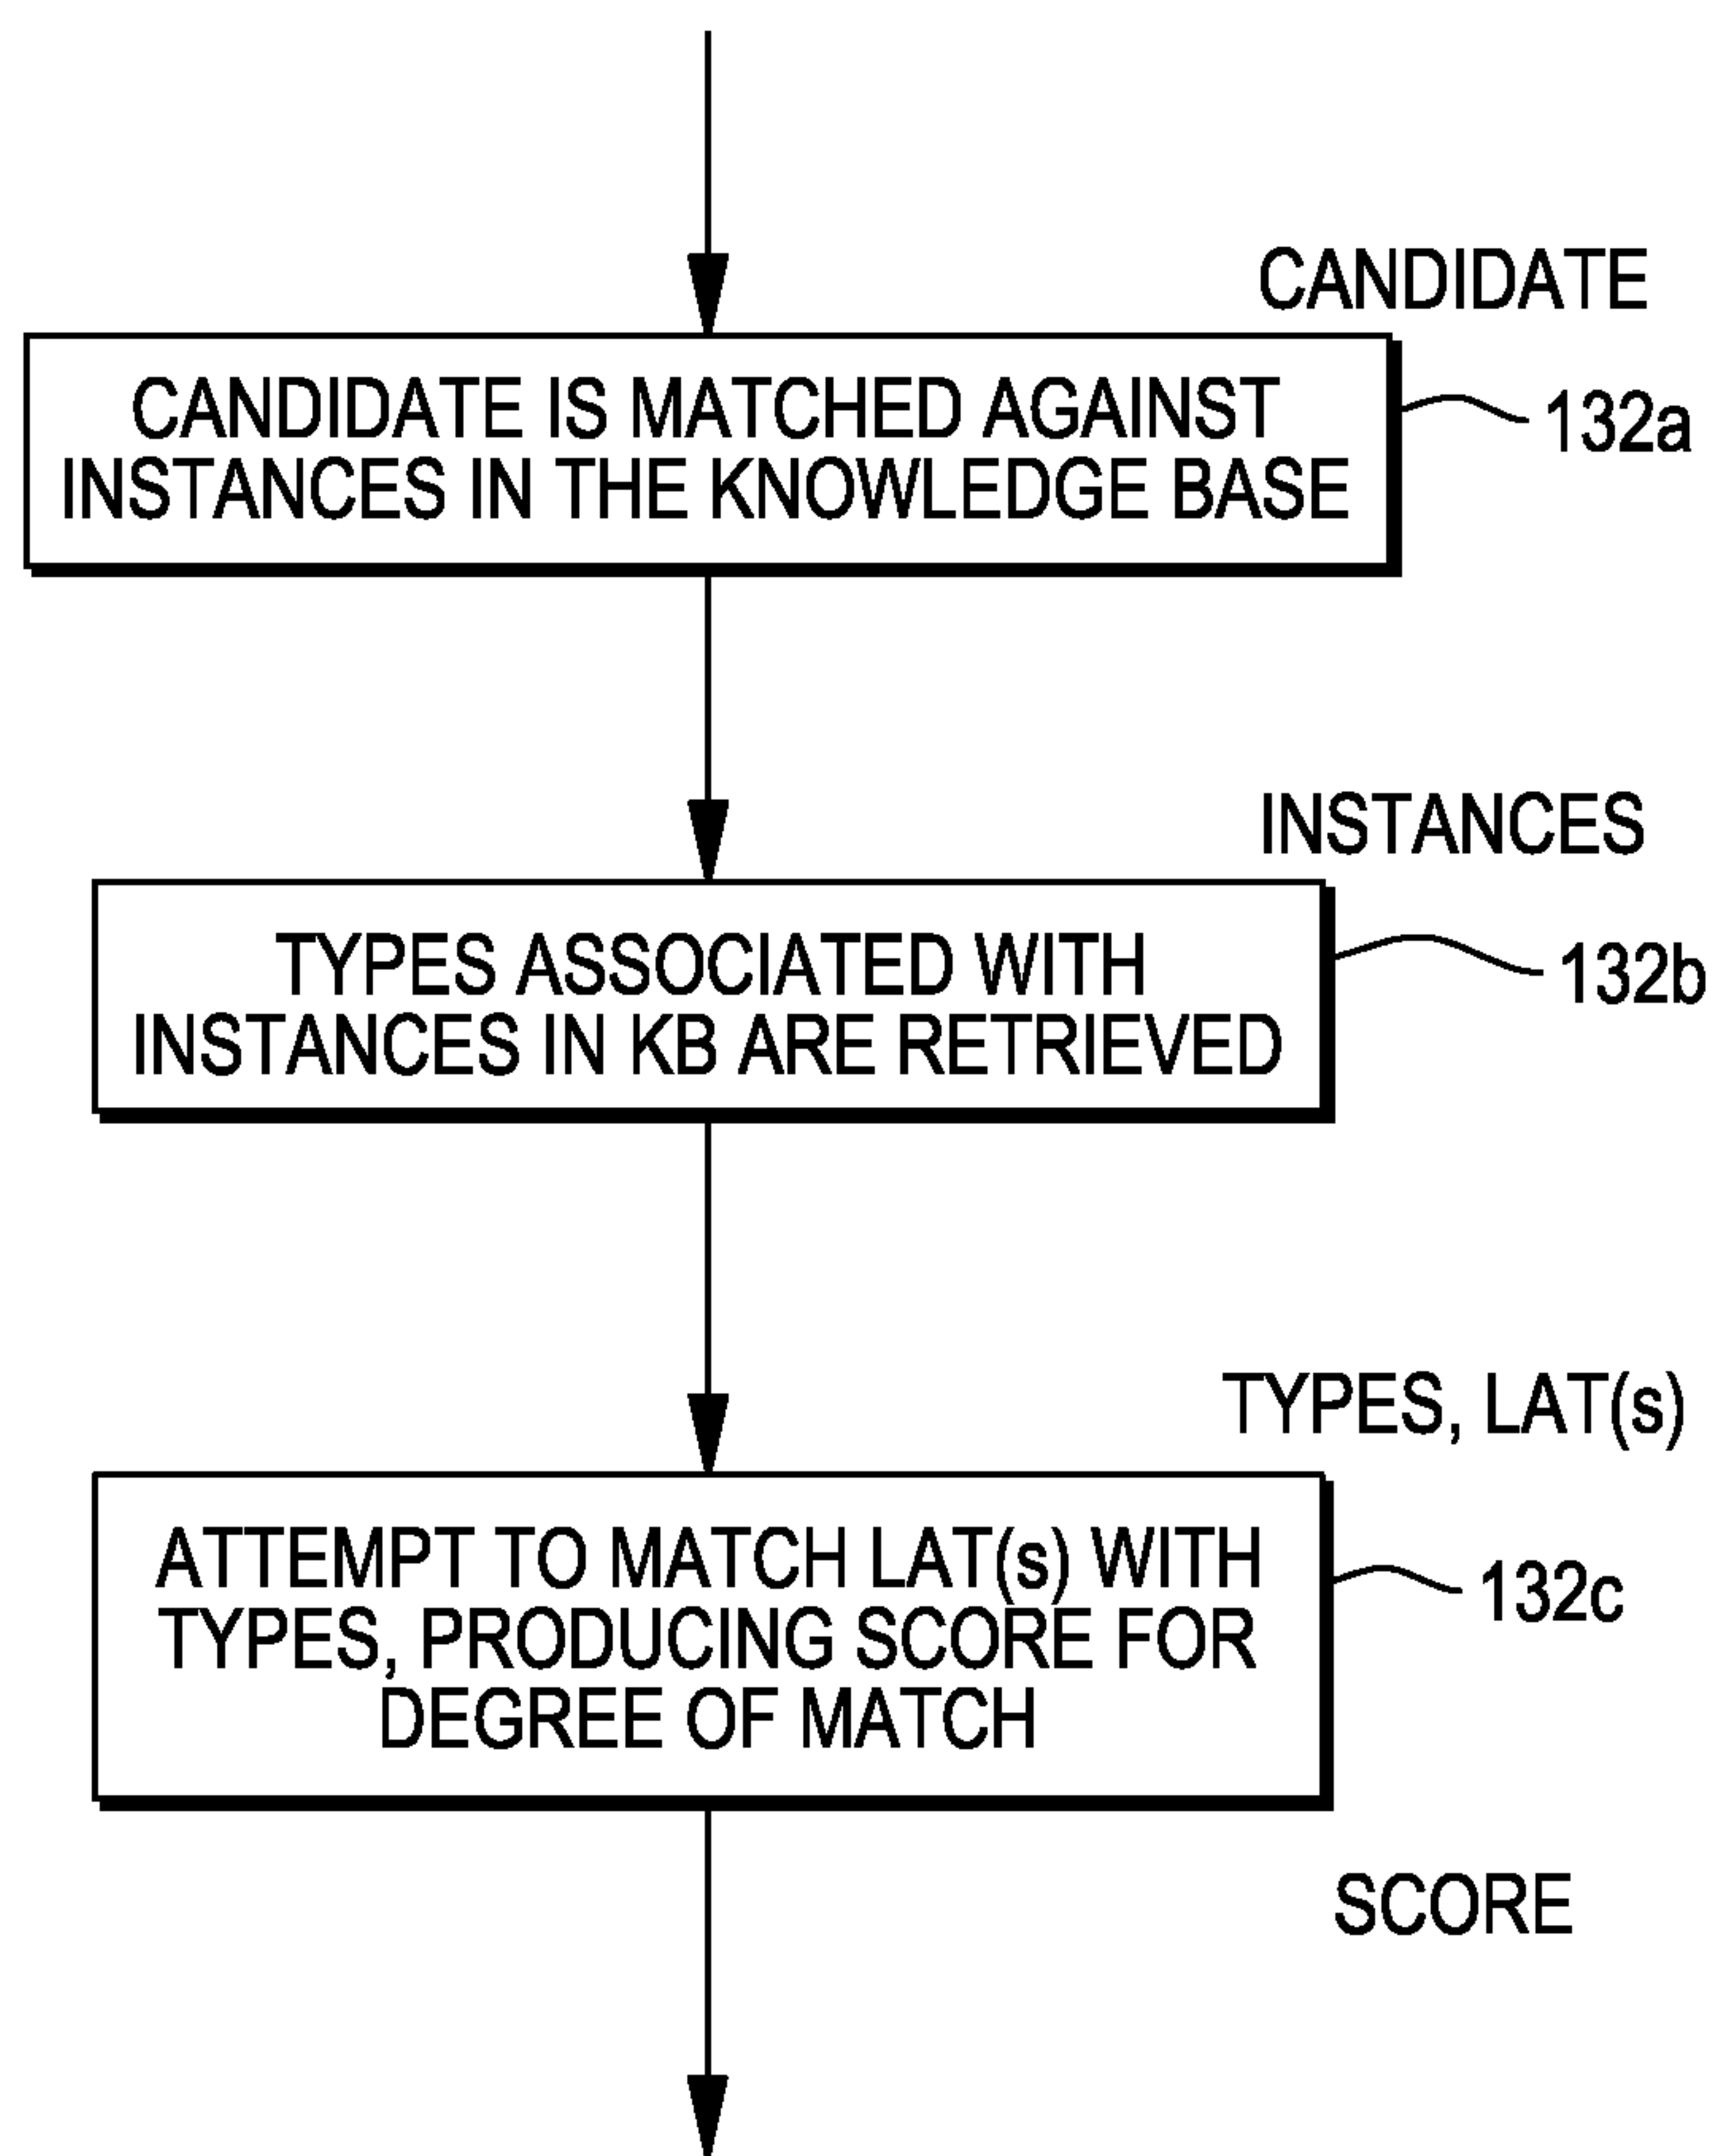 CANDIDATE
CANDIDATE IS MATCHED AGAINST
INSTANCES IN THE KNOWLEDGE BASE
132a
INSTANCES
TYPES ASSOCIATED WITH
INSTANCES IN KB ARE RETRIEVED
132b
TYPES, LAT(s)
ATTEMPT TO MATCH LAT(s) WITH
TYPES, PRODUCING SCORE FOR
DEGREE OF MATCH
132c
SCORE